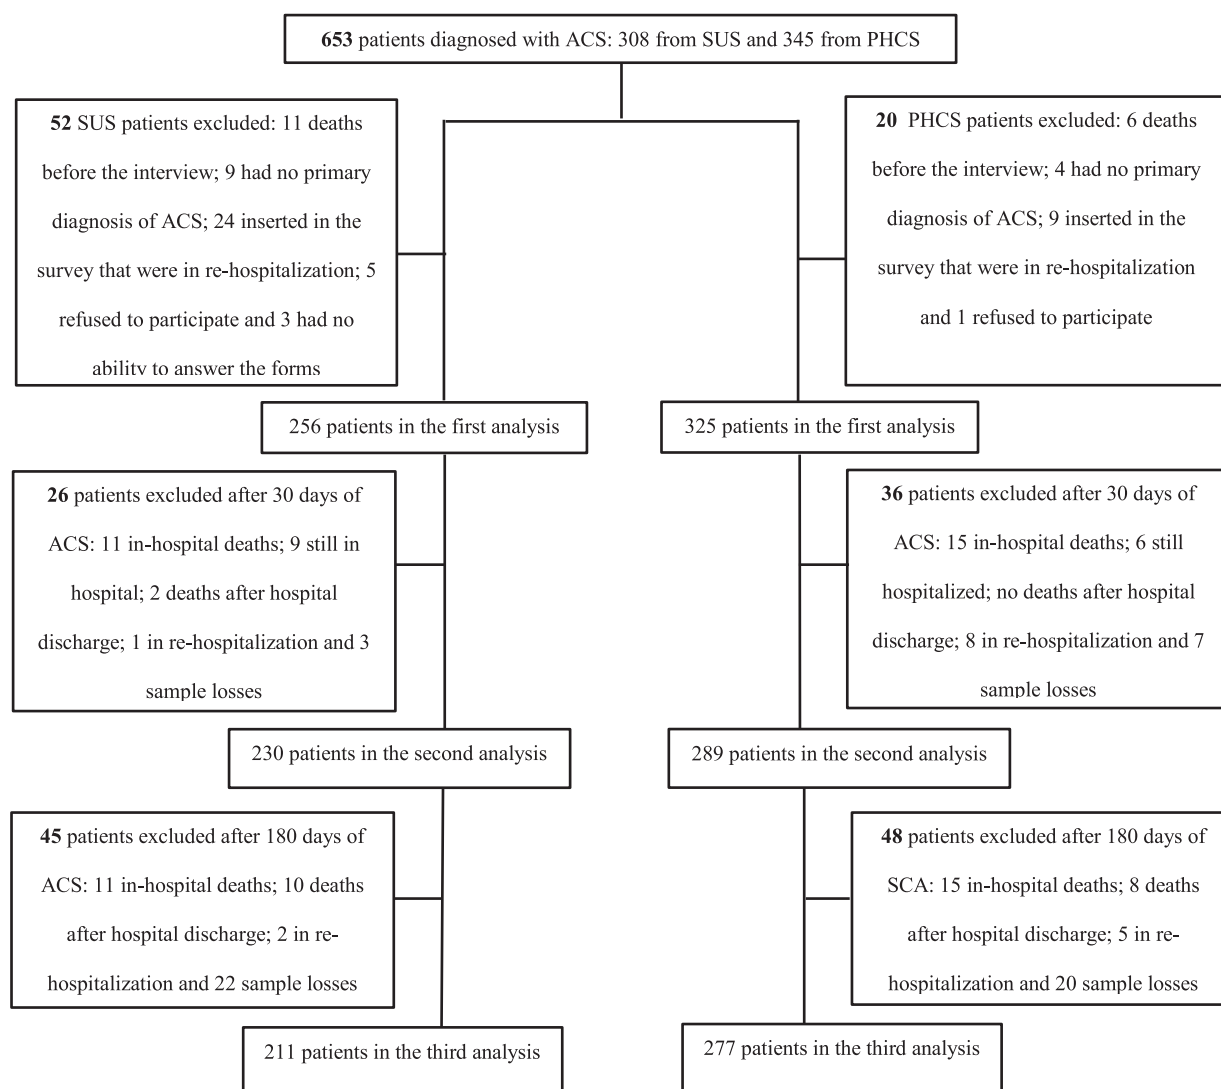 653 patients diagnosed with ACS: 308 from SUS and 345 from PHCS
52 SUS patients excluded: 11 deaths
before the interview; 9 had no primary
diagnosis of ACS; 24 inserted in the
survey that were in re-hospitalization; 5
refused to participate and 3 had no
ability to answer the forms
20 PHCS patients excluded: 6 deaths
before the interview; 4 had no primary
diagnosis of ACS; 9 inserted in the
survey that were in re-hospitalization
and 1 refused to participate
256 patients in the first analysis
325 patients in the first analysis
26 patients excluded after 30 days of
ACS: 11 in-hospital deaths; 9 still in
hospital; 2 deaths after hospital
discharge; 1 in re-hospitalization and 3
sample losses
36 patients excluded after 30 days of
ACS: 15 in-hospital deaths; 6 still
hospitalized; no deaths after hospital
discharge; 8 in re-hospitalization and 7
sample losses
230 patients in the second analysis
289 patients in the second analysis
45 patients excluded after 180 days of
ACS: 11 in-hospital deaths; 10 deaths
after hospital discharge; 2 in re-
hospitalization and 22 sample losses
48 patients excluded after 180 days of
SCA: 15 in-hospital deaths; 8 deaths
after hospital discharge; 5 in re-
hospitalization and 20 sample losses
211 patients in the third analysis
277 patients in the third analysis